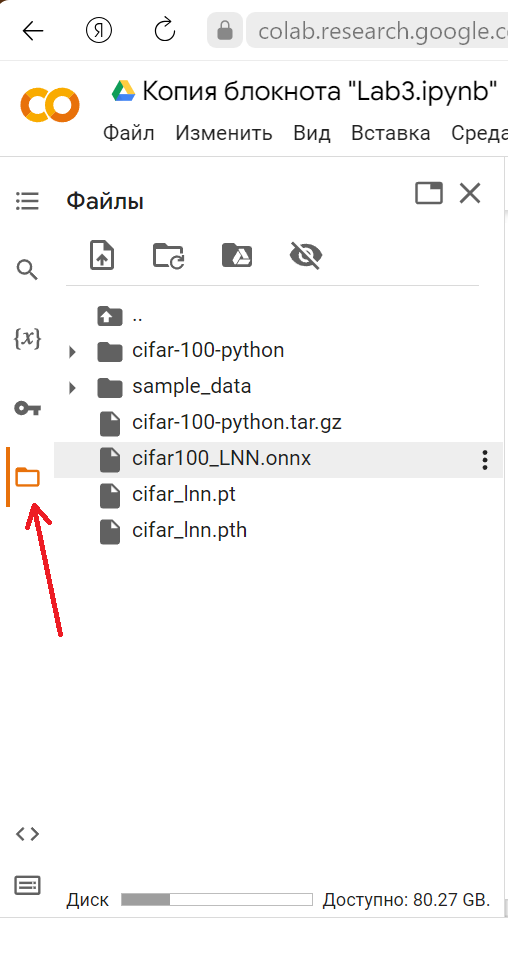 Я
colab.research.google.c
Копия блокнота "Lab3.ipynb"
Файл Изменить Вид Вставка Среда
Файлы
{x}
..
cifar-100-python
sample_data
cifar-100-python.tar.gz
cifar100_LNN.onnx
cifar_lnn.pt
cifar_lnn.pth
<>
Диск Доступно: 80.27 GB.